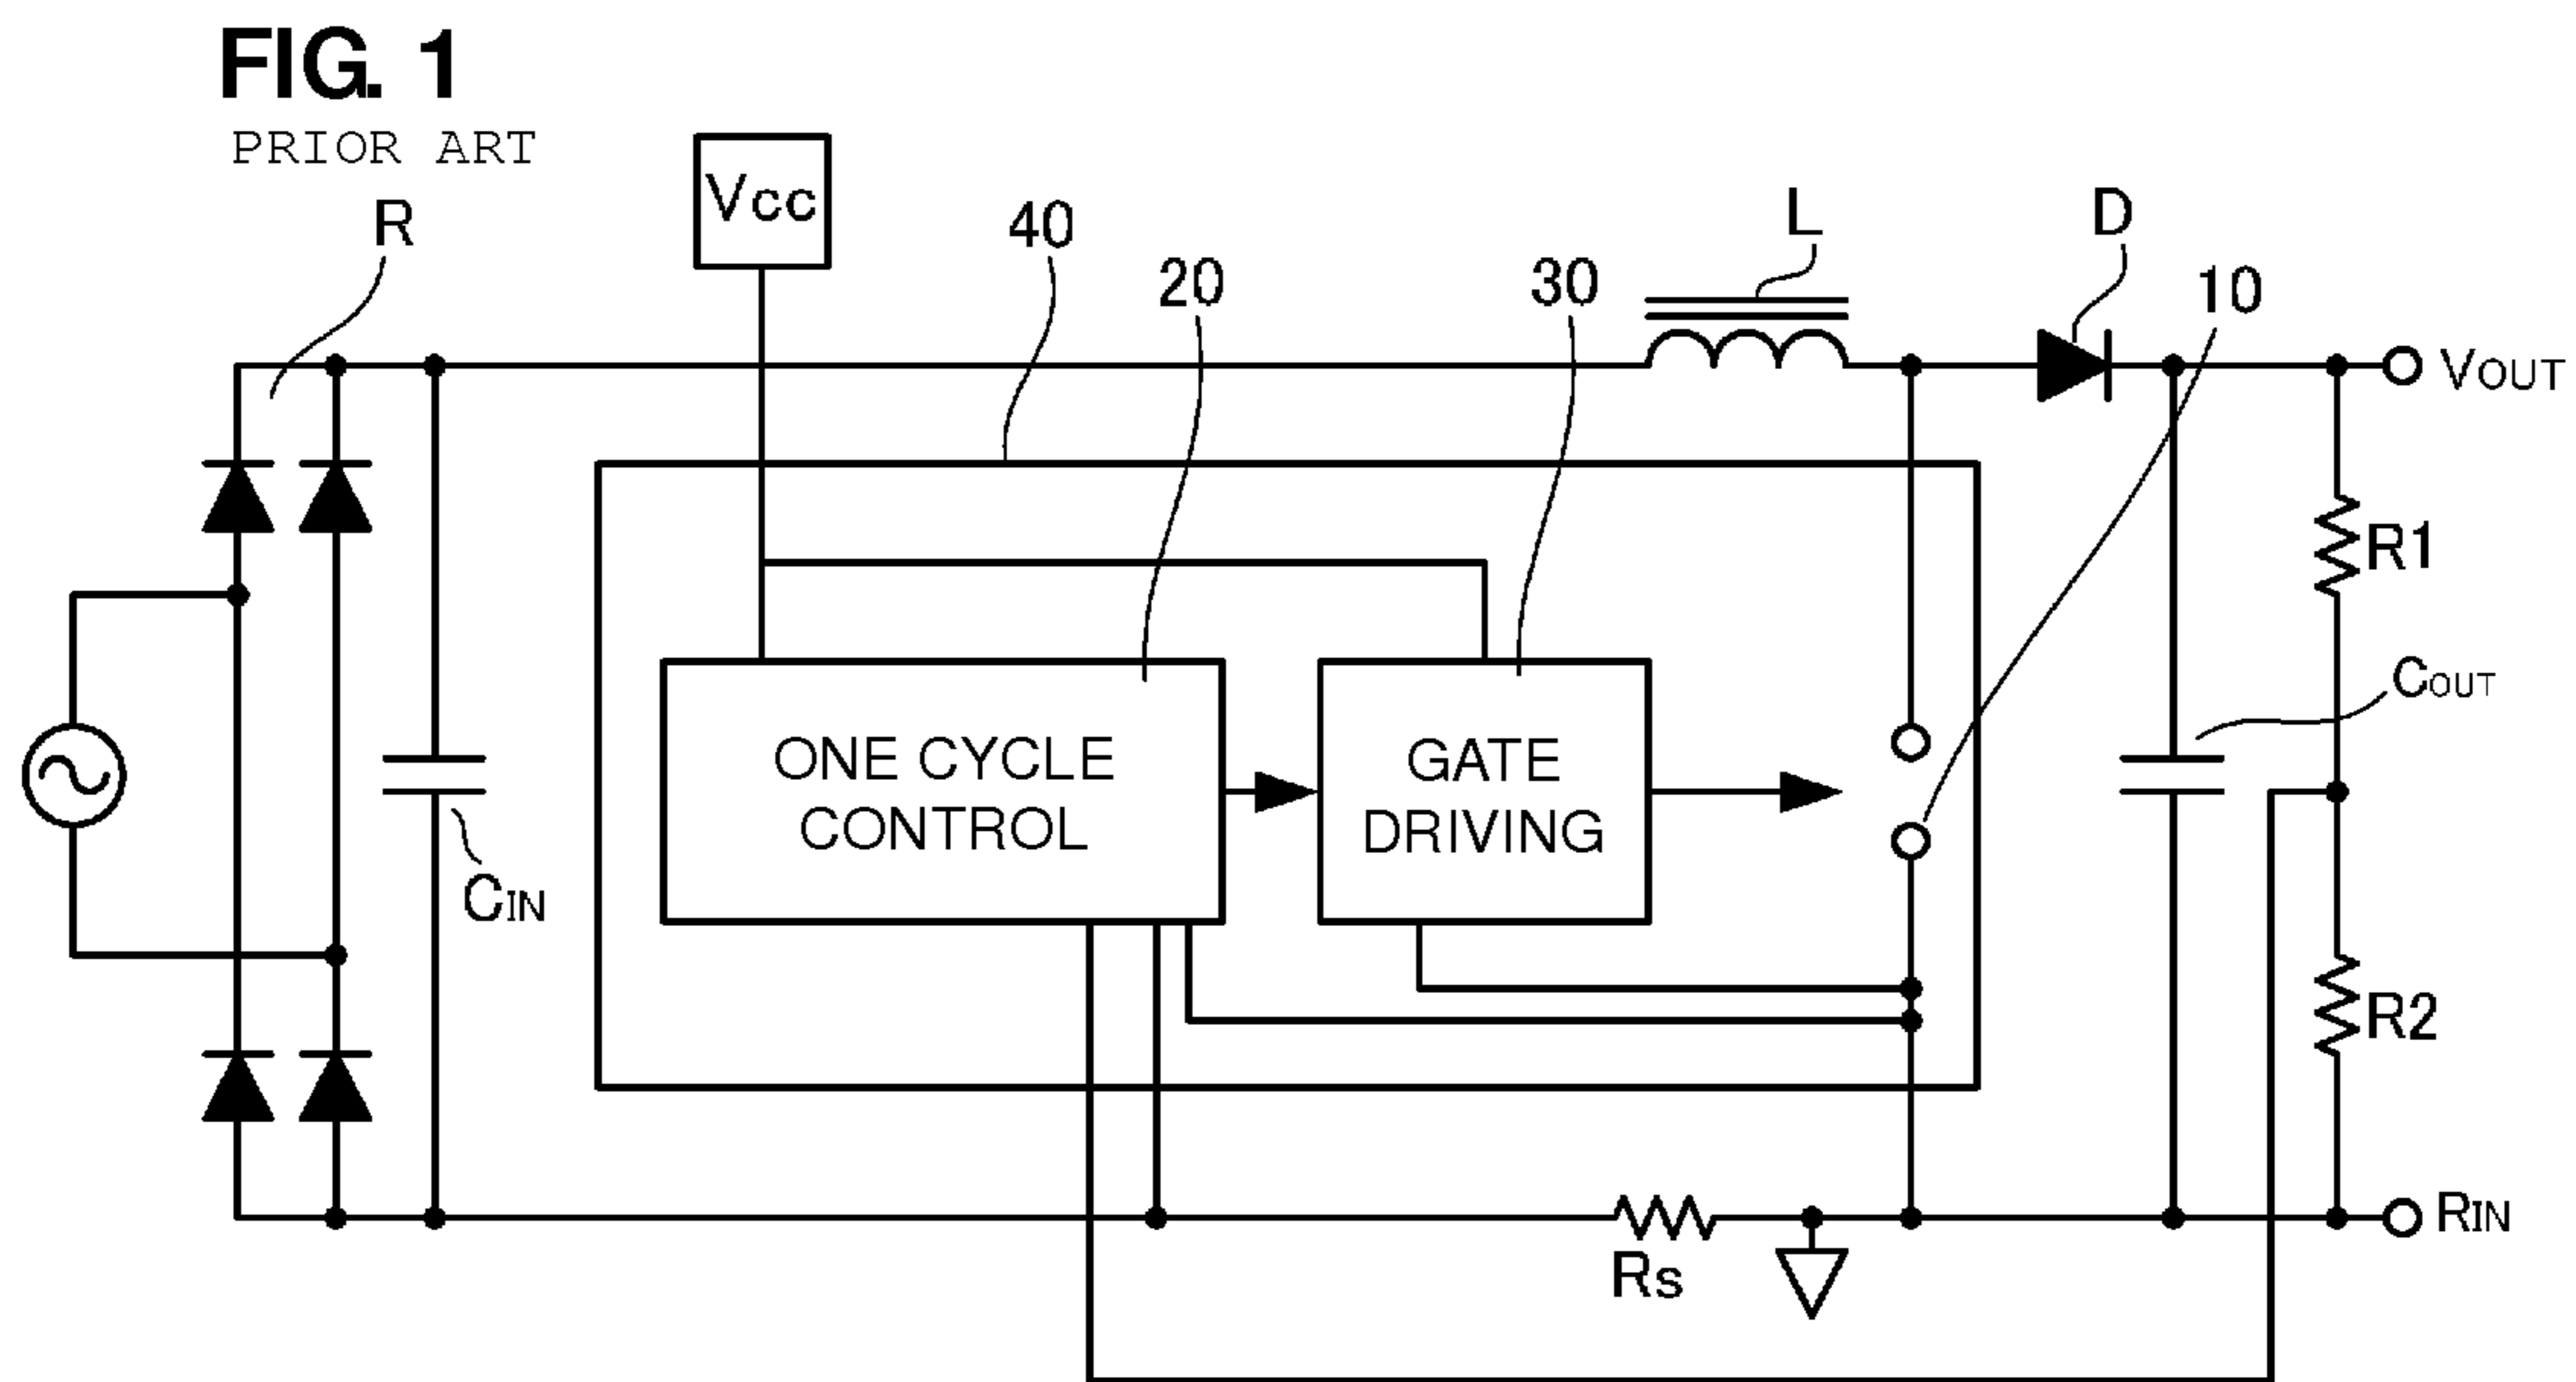 FIG. 1
PRIOR ART
R
Vcc
40
20
30
L
D
10
VOUT
R1
COUT
ONE CYCLE
CONTROL
GATE
DRIVING
CIN
R2
RIN
Rs